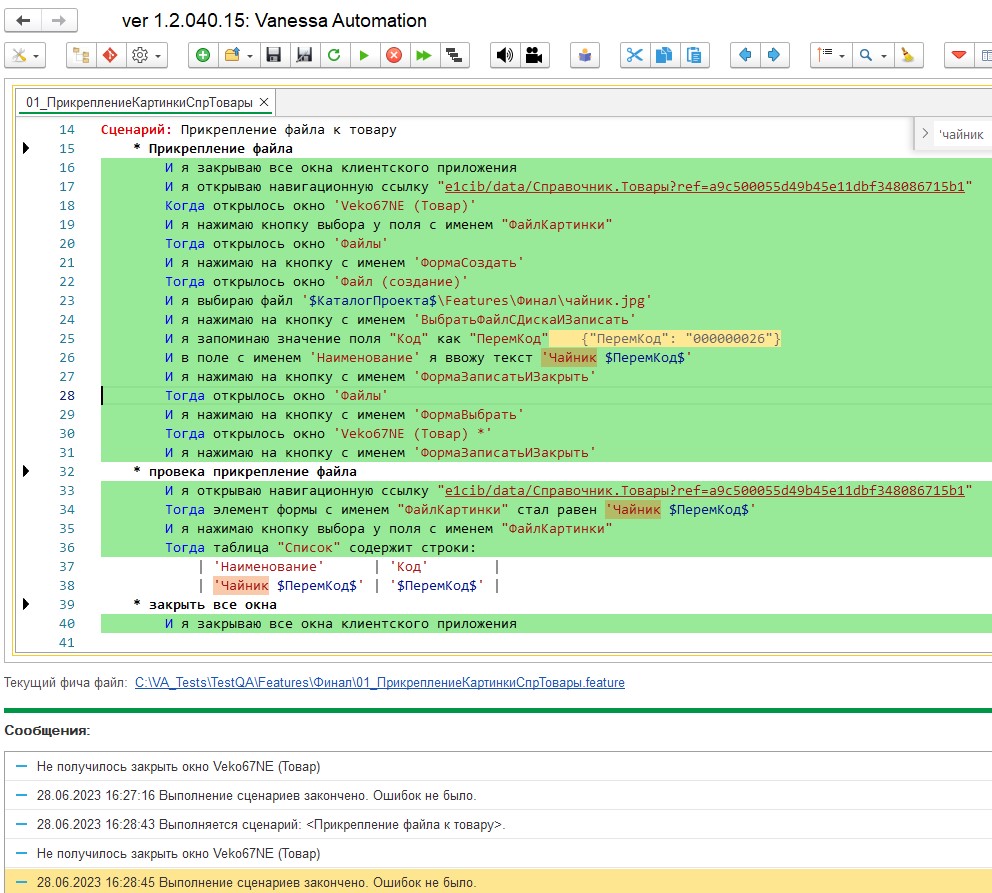 ver 1.2.040.15: Vanessa Automation
01_ПрикреплениеКартинкиСпрТовары ×
14 Сценарий: Прикрепление файла к товару
'чайник
15 * Прикрепление файла
16 И я закрываю все окна клиентского приложения
17 И я открываю навигационную ссылку "e1cib/data/Справочник.Товары?ref=a9c500055d49b45e11dbf348086715b1"
18 Когда открылось окно 'Veko67NE (Товар)'
19 И я нажимаю кнопку выбора у поля с именем "ФайлКартинки"
20 Тогда открылось окно 'Файлы'
21 И я нажимаю на кнопку с именем 'ФормаСоздать'
22 Тогда открылось окно 'Файл (создание)'
23 И я выбираю файл '$КаталогПроекта$\Features\Финал\чайник.jpg'
24 И я нажимаю на кнопку с именем 'ВыбратьФайлСДискаИЗаписать'
25 И я запоминаю значение поля "Код" как "ПеремКод" {"ПеремКод": "000000026"}
26 И в поле с именем 'Наименование' я ввожу текст 'Чайник $ПеремКод$'
27 И я нажимаю на кнопку с именем 'ФормаЗаписатьИЗакрыть'
28 Тогда открылось окно 'Файлы'
29 И я нажимаю на кнопку с именем 'ФормаВыбрать'
30 Тогда открылось окно 'Veko67NE (Товар) *'
31 И я нажимаю на кнопку с именем 'ФормаЗаписатьИЗакрыть'
32 * провека прикрепление файла
33 И я открываю навигационную ссылку "e1cib/data/Справочник.Товары?ref=a9c500055d49b45e11dbf348086715b1"
34 Тогда элемент формы с именем "ФайлКартинки" стал равен 'Чайник $ПеремКод$'
35 И я нажимаю кнопку выбора у поля с именем "ФайлКартинки"
36 Тогда таблица "Список" содержит строки:
37 | 'Наименование' | 'Код' |
38 | 'Чайник $ПеремКод$' | '$ПеремКод$' |
39 * закрыть все окна
40 И я закрываю все окна клиентского приложения
41
Текущий фича файл: C:\VA_Tests\TestQA\Features\Финал\01_ПрикреплениеКартинкиСпрТовары.feature
Сообщения:
Не получилось закрыть окно Veko67NE (Товар)
28.06.2023 16:27:16 Выполнение сценариев закончено. Ошибок не было.
28.06.2023 16:28:43 Выполняется сценарий: <Прикрепление файла к товару>.
Не получилось закрыть окно Veko67NE (Товар)
28.06.2023 16:28:45 Выполнение сценариев закончено. Ошибок не было.